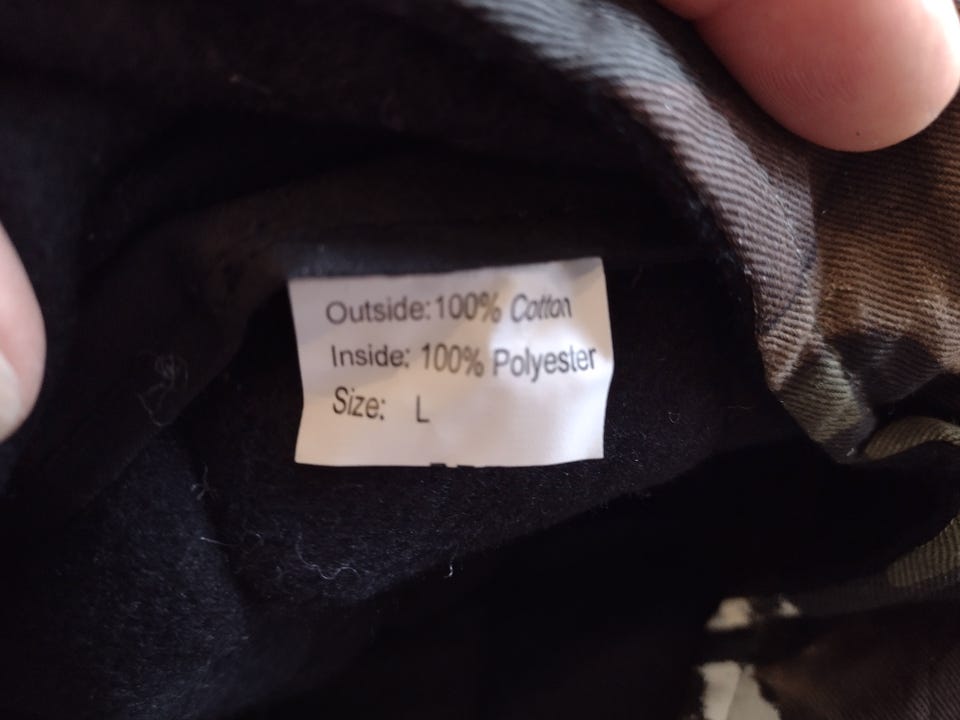 Outside:100% Cotton
Inside: 100% Polyester
Size: L